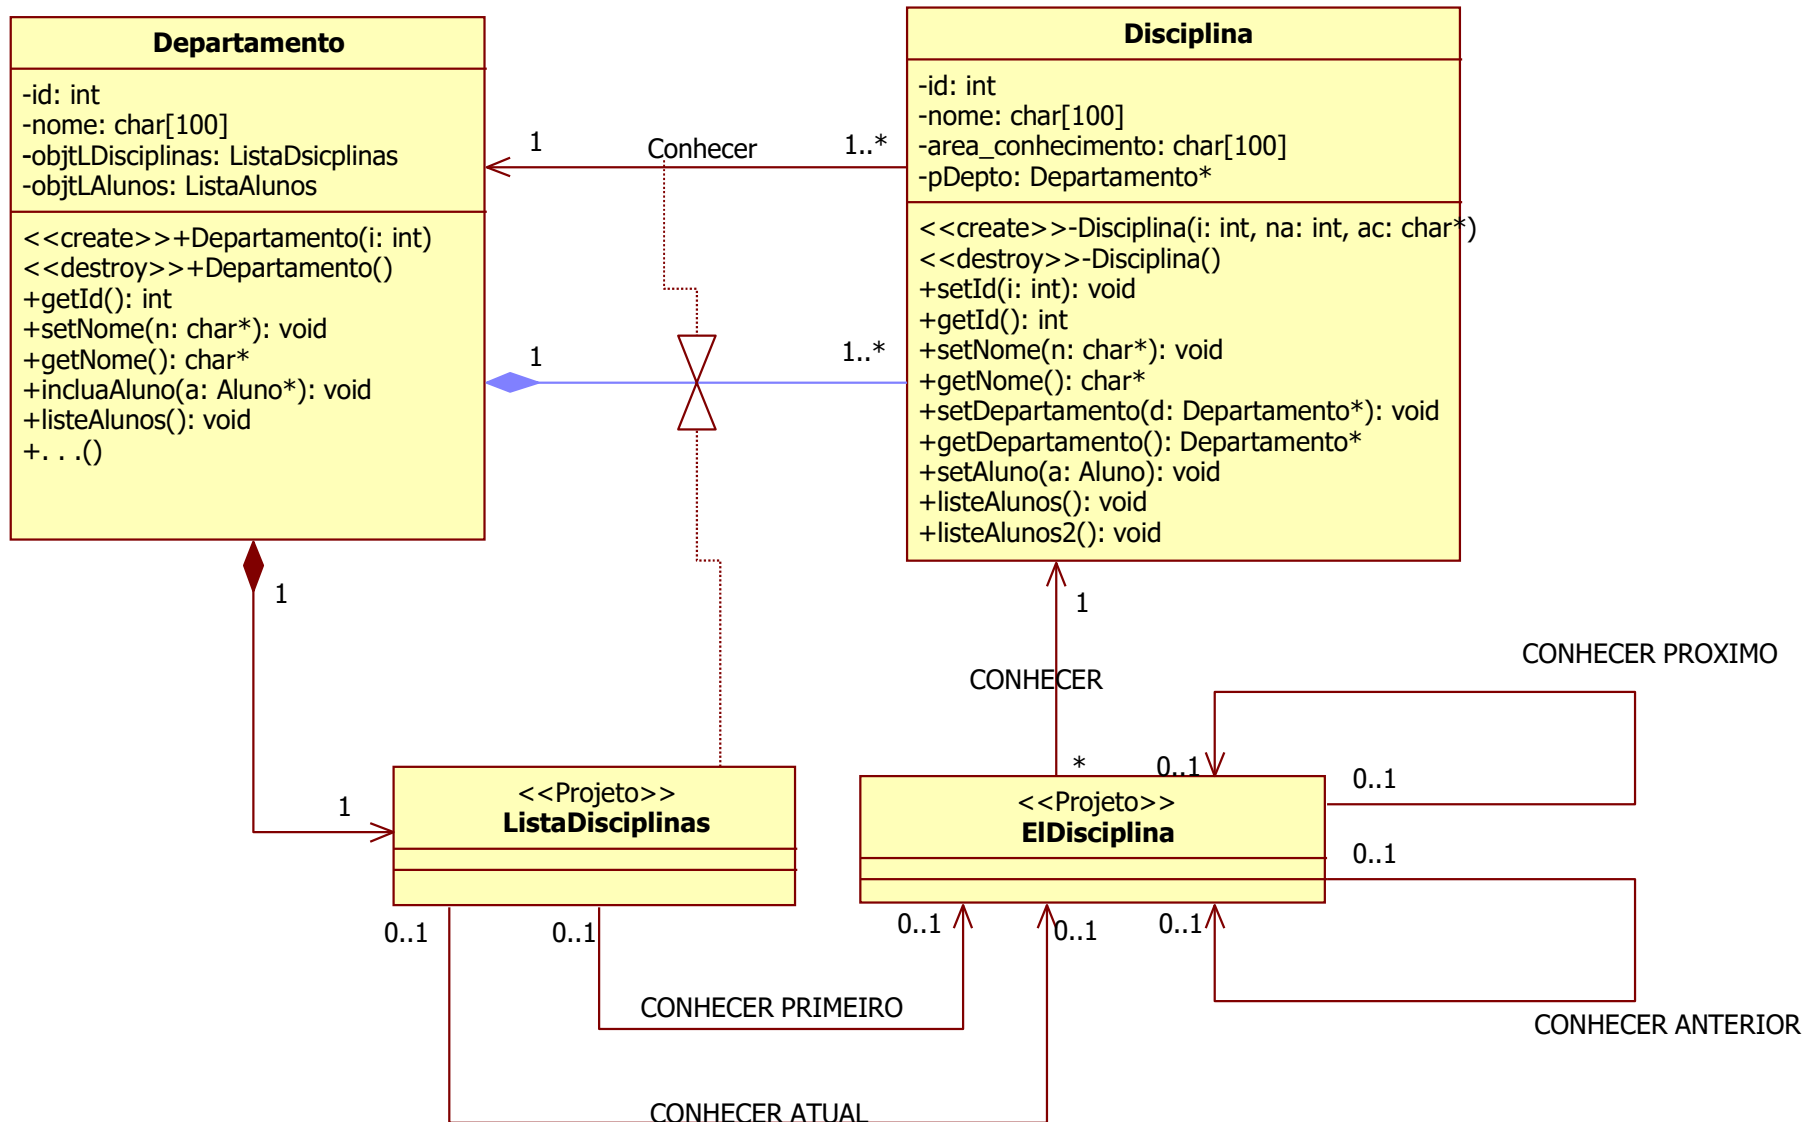 Departamento
-id: int
-nome: char[100]
-objtLDisciplinas: ListaDsicplinas
-objtLAlunos: ListaAlunos
<<create>>+Departamento(i: int)
<<destroy>>+Departamento()
+getId(): int
+setNome(n: char*): void
+getNome(): char*
+incluaAluno(a: Aluno*): void
+listeAlunos(): void
+. . .()
1
Conhecer
1..*
1
1..*
Disciplina
-id: int
-nome: char[100]
-area_conhecimento: char[100]
-pDepto: Departamento*
<<create>>-Disciplina(i: int, na: int, ac: char*)
<<destroy>>-Disciplina()
+setId(i: int): void
+getId(): int
+setNome(n: char*): void
+getNome(): char*
+setDepartamento(d: Departamento*): void
+getDepartamento(): Departamento*
+setAluno(a: Aluno): void
+listeAlunos(): void
+listeAlunos2(): void
1
1
1
CONHECER
*
CONHECER PROXIMO
0..1
0..1
<<Projeto>>
ListaDisciplinas
<<Projeto>>
ElDisciplina
0..1
0..1
0..1
0..1
0..1
0..1
CONHECER PRIMEIRO
CONHECER ANTERIOR
CONHECER ATUAL